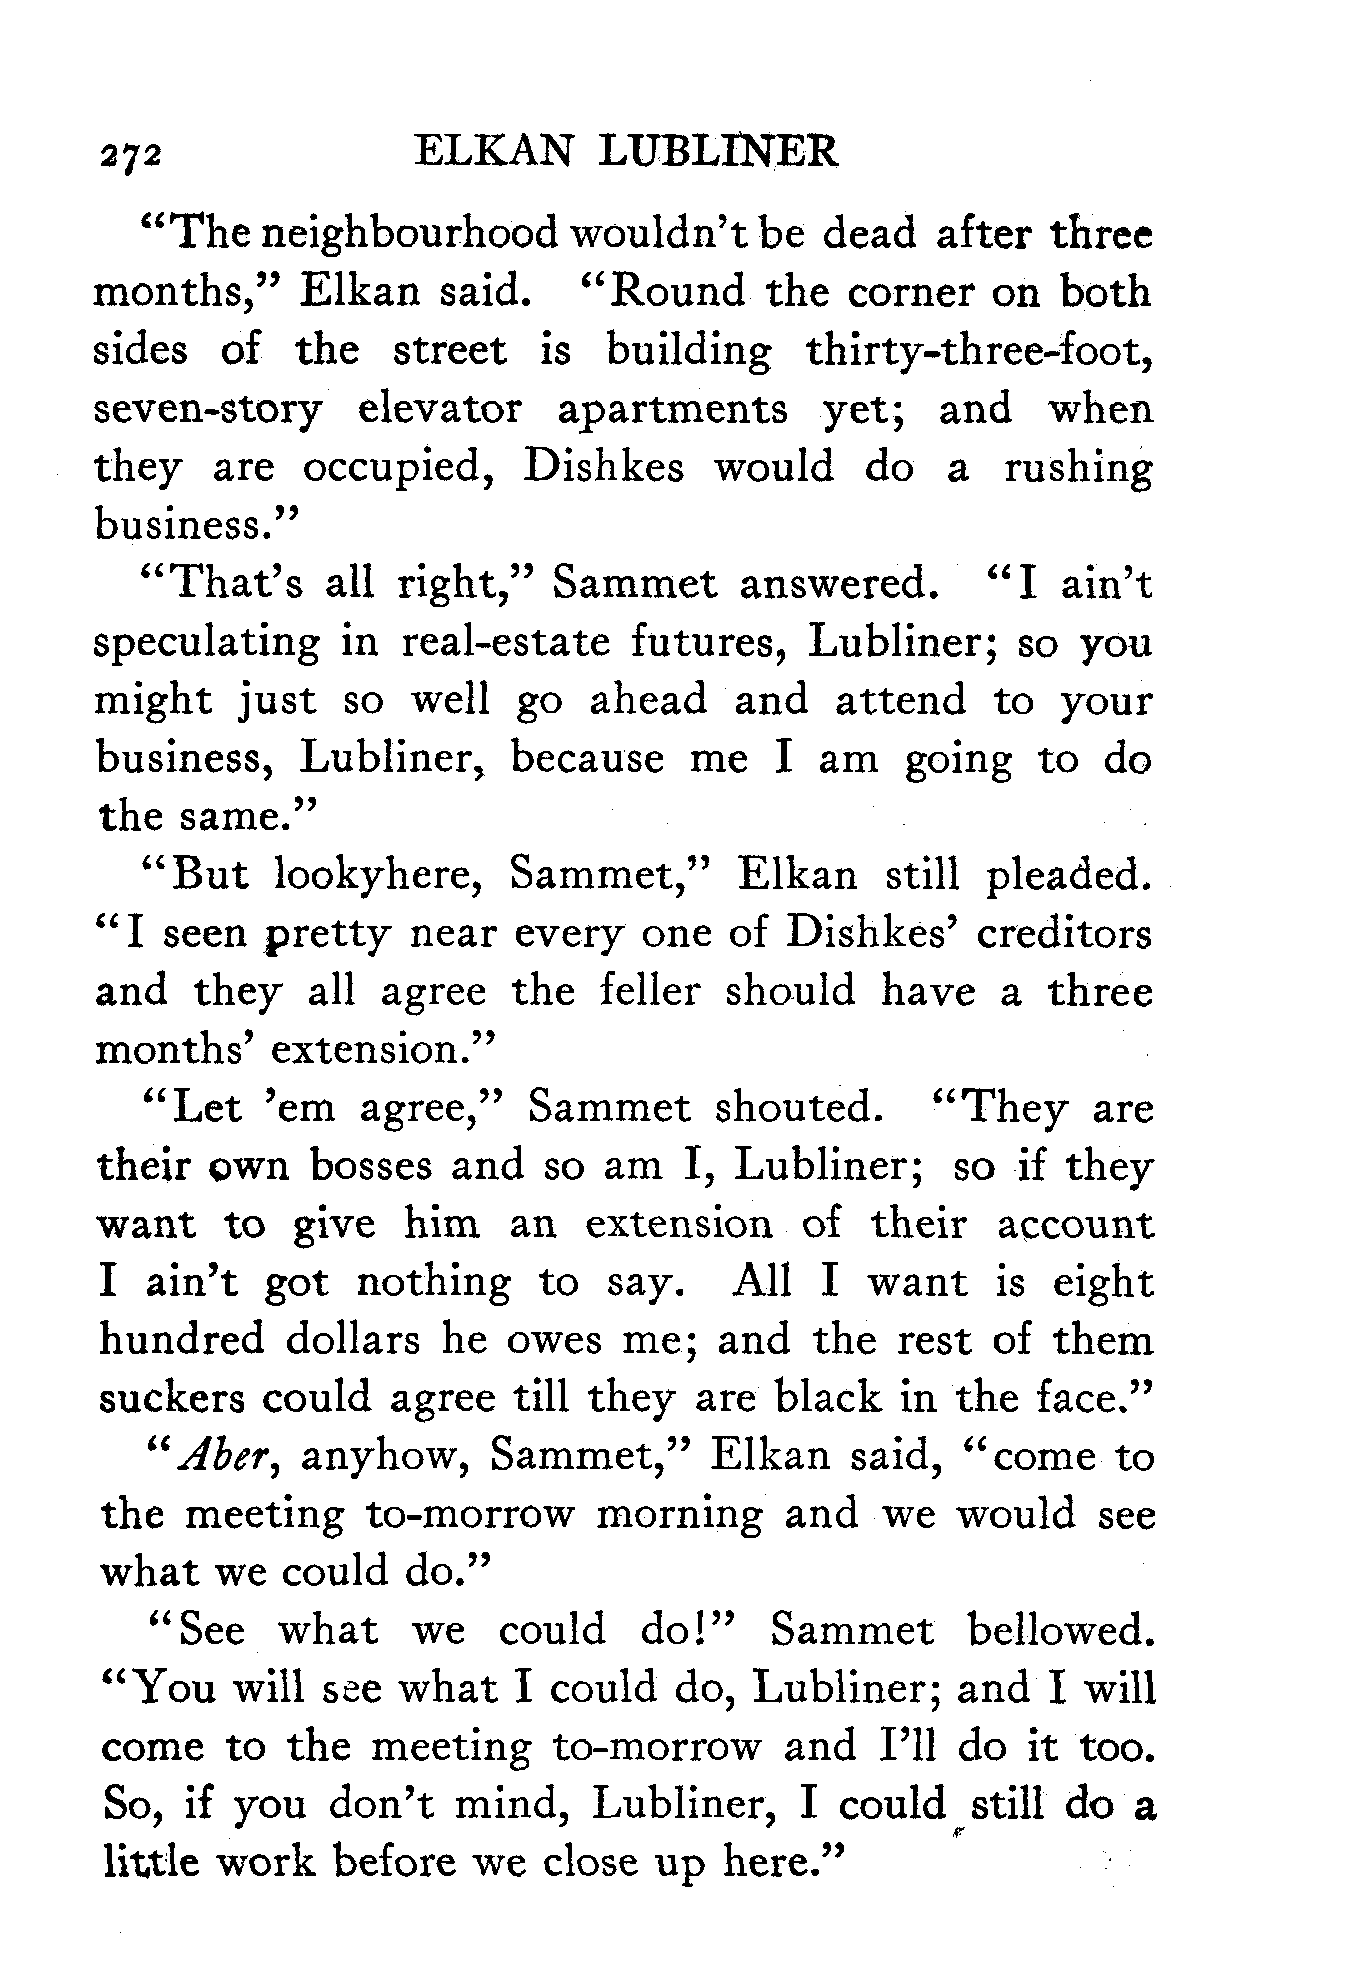 272 ELKAN LUBLINER
“The neighbourhood wouldn’t be dead after three
months,” Elkan said. “Round the corner on both
sides of the street is building thirty-three-foot,
seven-story elevator apartments yet; and when
they are occupied, Dishkes would do a rushing
business.”
“That’s all right,” Sammet answered. “I ain’t
speculating in real-estate futures, Lubliner; so you
might just so well go ahead and attend to your
business, Lubliner, because me I am going to do
the same.”
“But lookyhere, Sammet,” Elkan still pleaded.
“I seen pretty near every one of Dishkes’ creditors
and they all agree the feller should have a three
months’ extension.”
“Let ’em agree,” Sammet shouted. “They are
their own bosses and so am I, Lubliner; so if they
want to give him an extension of their account
I ain’t got nothing to say. All I want is eight
hundred dollars he owes me; and the rest of them
suckers could agree till they are black in the face.”
“Aber, anyhow, Sammet,” Elkan said, “come to
the meeting to-morrow morning and we would see
what we could do.”
“See what we could do!” Sammet bellowed.
“You will see what I could do, Lubliner; and I will
come to the meeting to-morrow and I’ll do it too.
So, if you don’t mind, Lubliner, I could still do a
little work before we close up here.”